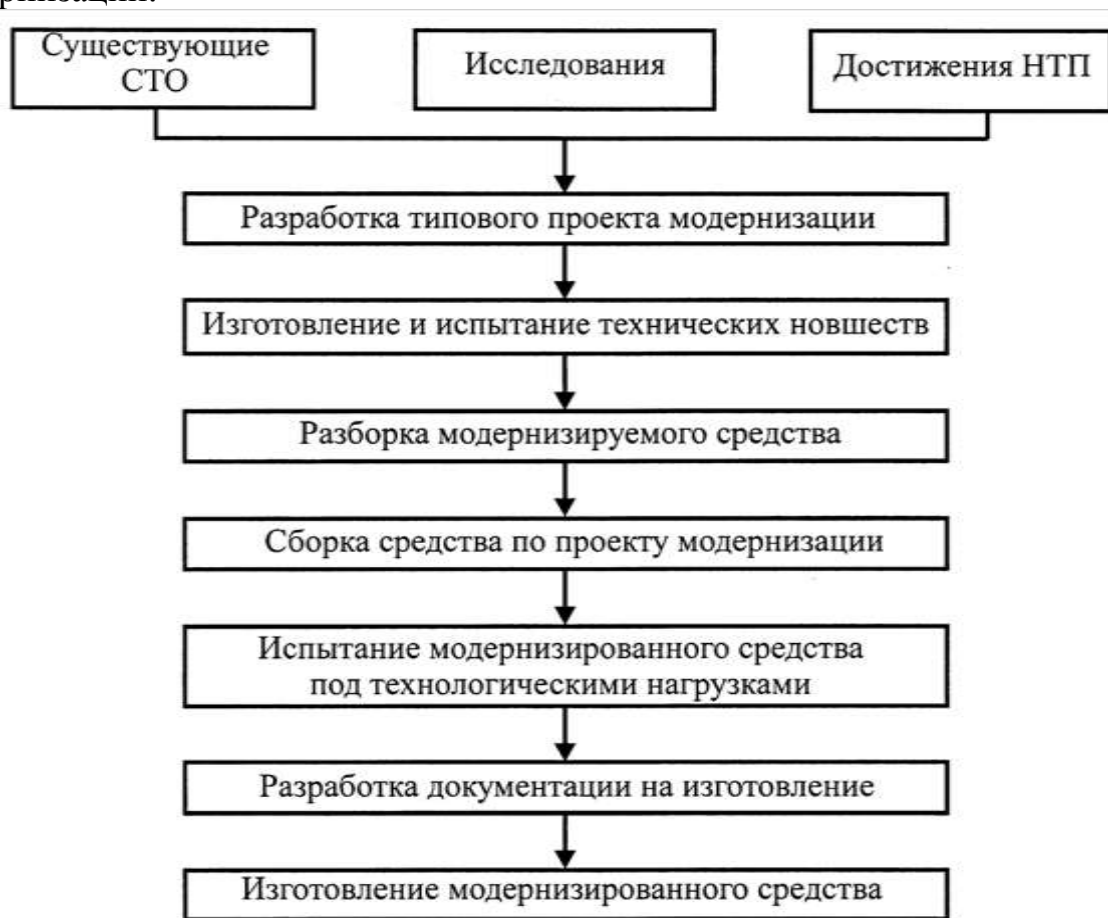 Существующие
СТО
Исследования
Достижения НТП
Разработка типового проекта модернизации
Изготовление и испытание технических новшеств
Разборка модернизируемого средства
Сборка средства по проекту модернизации
Испытание модернизированного средства
под технологическими нагрузками
Разработка документации на изготовление
Изготовление модернизированного средства